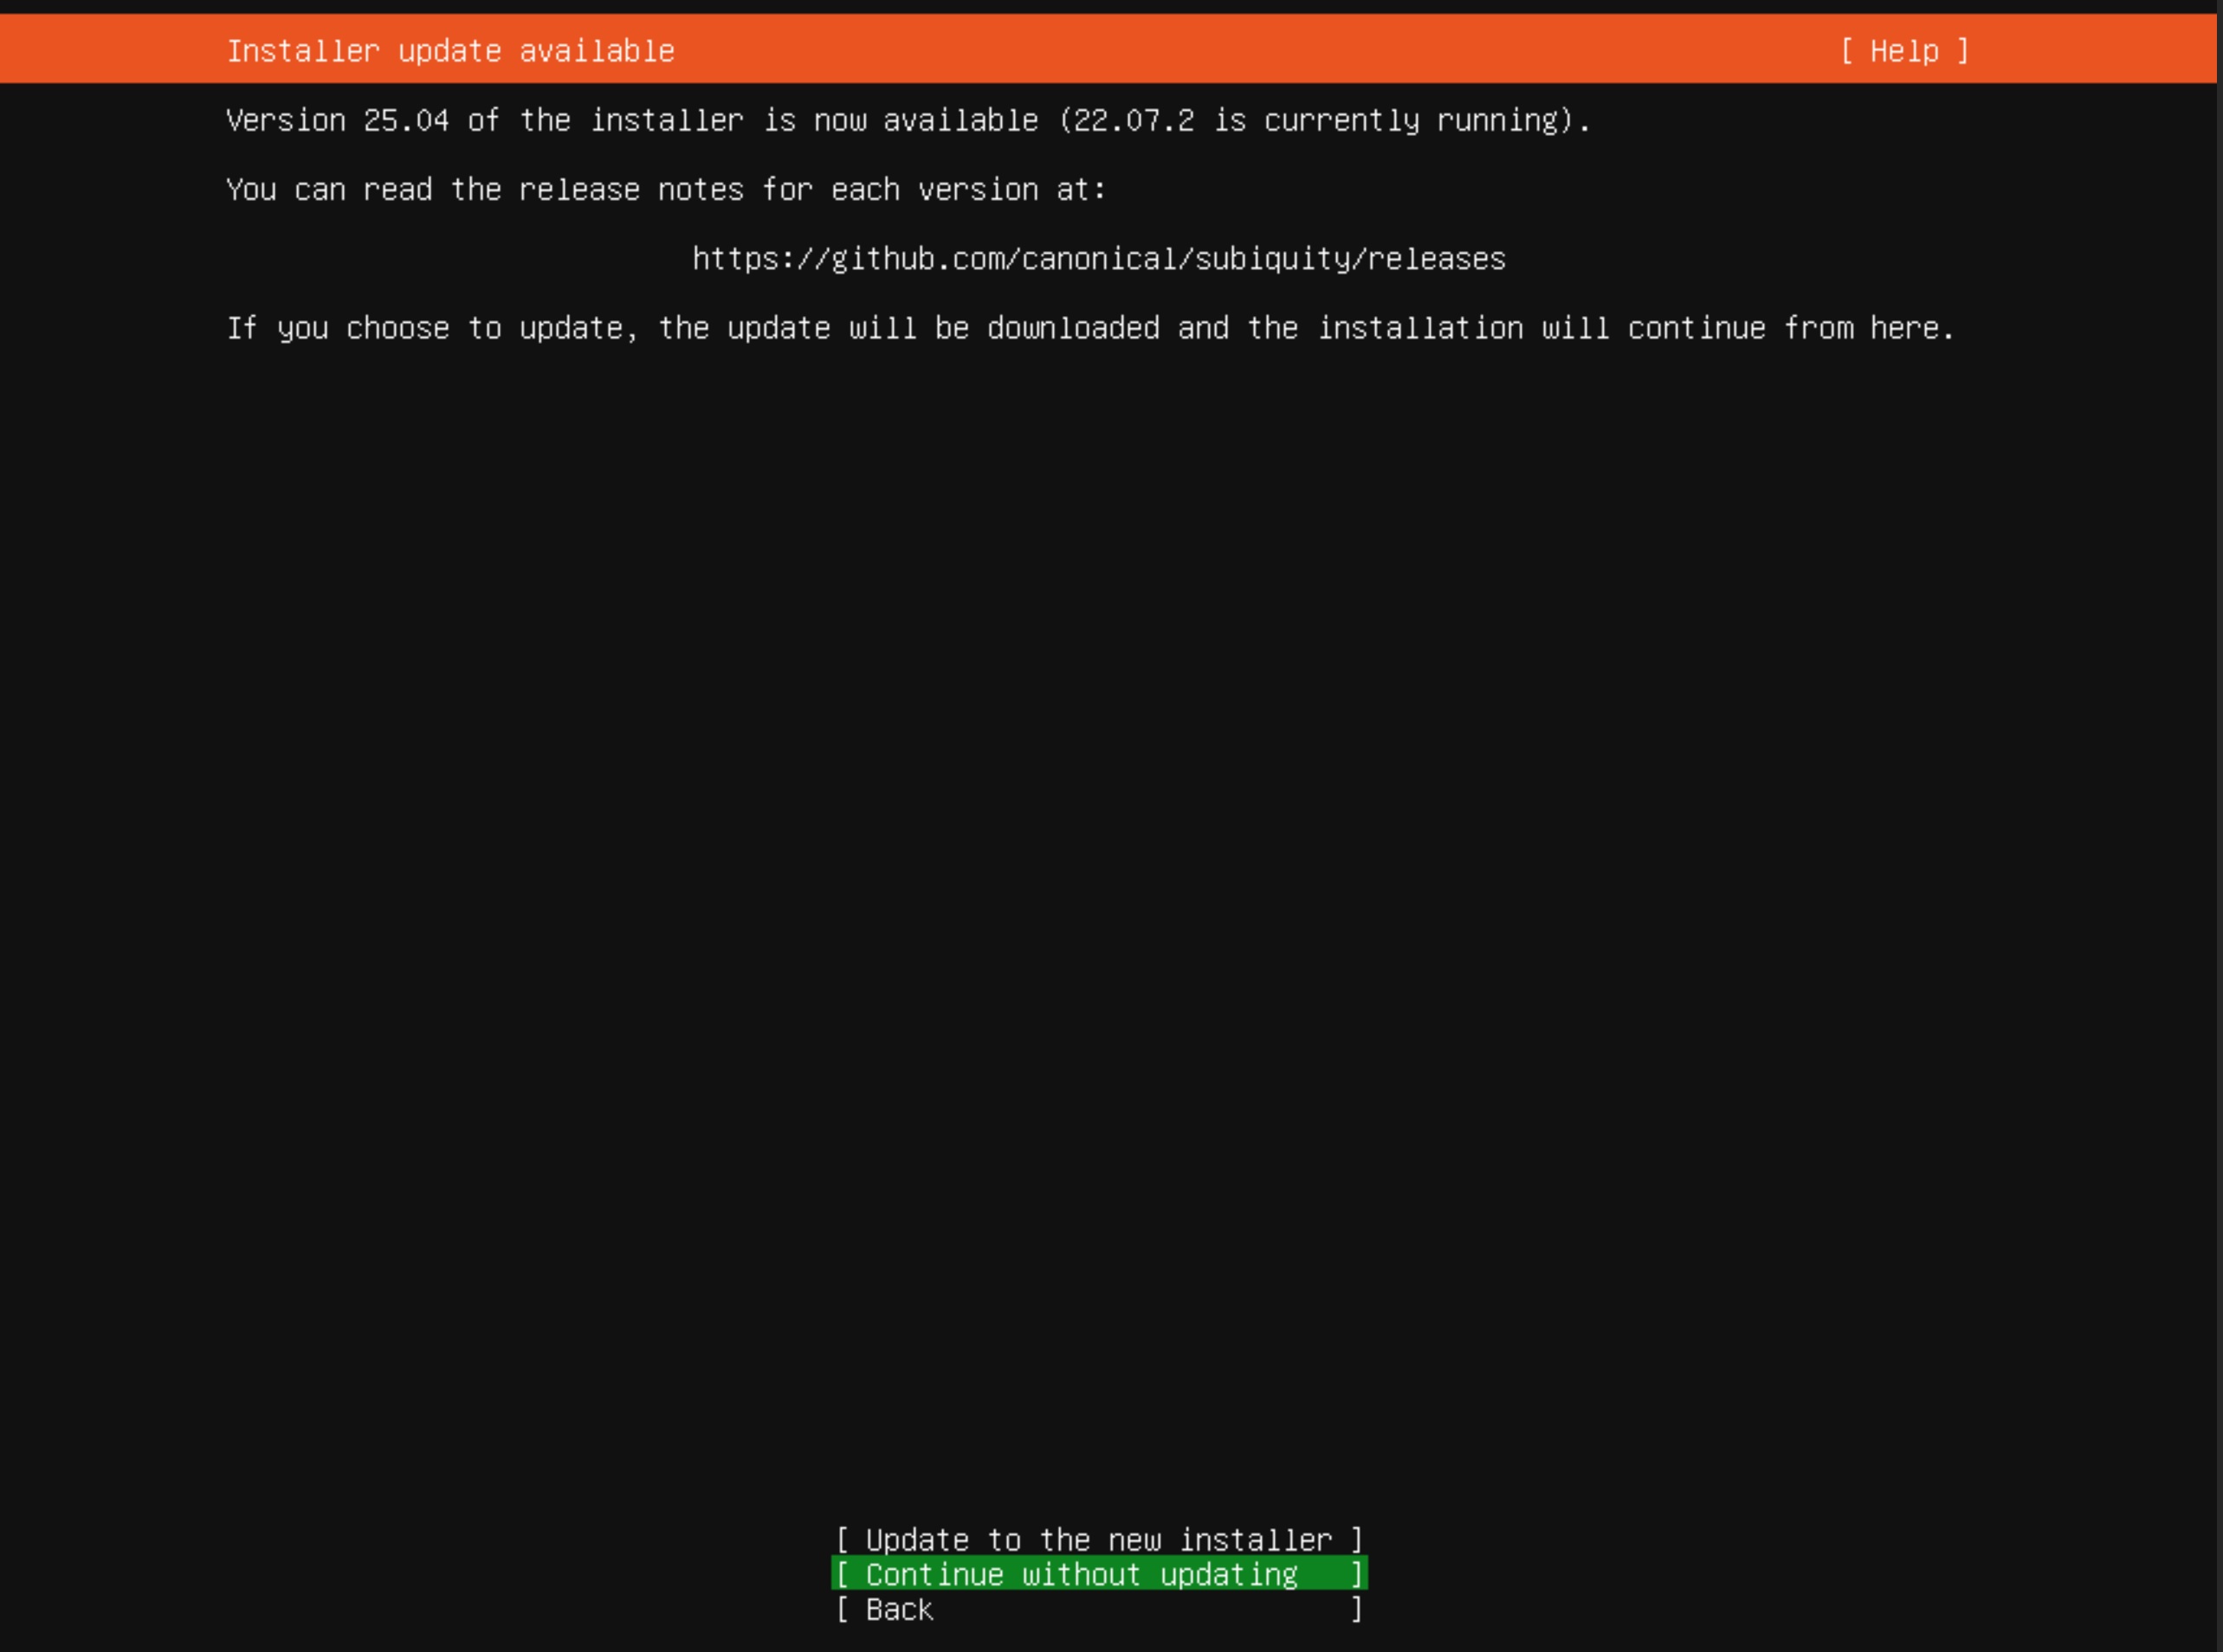 Installer update available [ Help ]
Version 25.04 of the installer is now available (22.07.2 is currently running).
You can read the release notes for each version at:
https://github.com/canonical/subiquity/releases
If you choose to update, the update will be downloaded and the installation will continue from here.
[ Update to the new installer ]
[ Continue without updating ]
[ Back ]